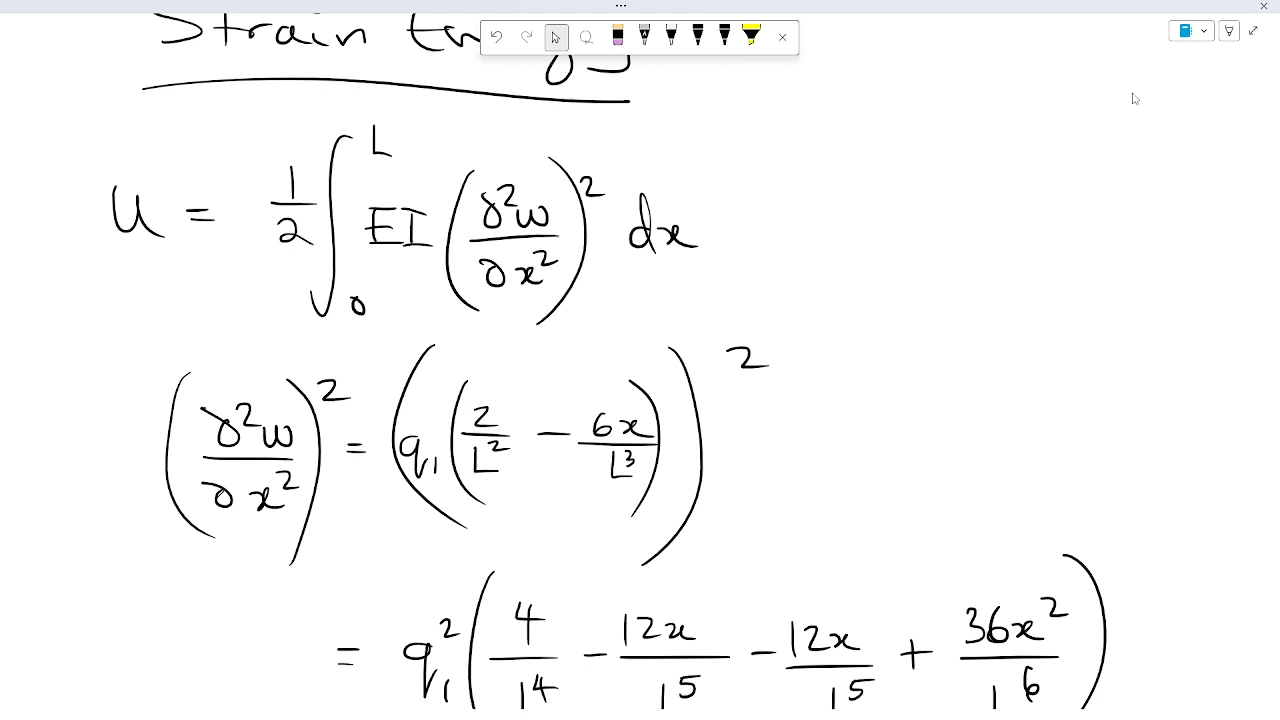 Strain Energy
U = 1/2 ∫₀ᴸ EI (∂²w/∂x²)² dx
(∂²w/∂x²)² = (q₁(2/L² − 6x/L³))²
= q₁²(4/L⁴ − 12x/L⁵ − 12x/L⁵ + 36x²/L⁶)